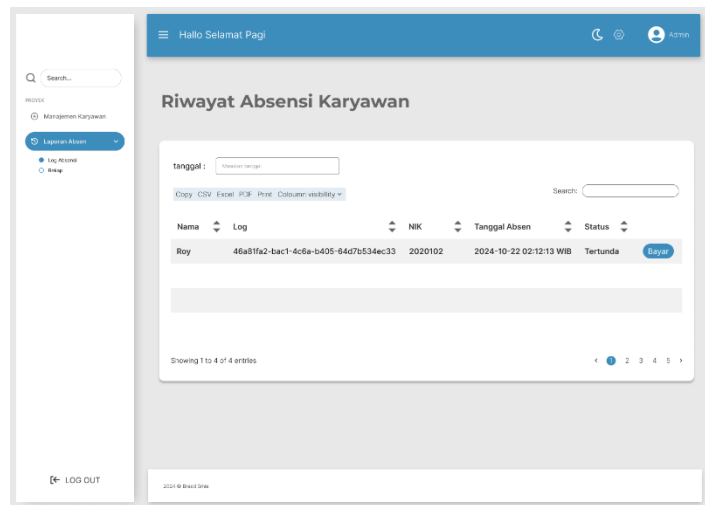 Hallo Selamat Pagi
Admin
Search...
PROYEK
Manajemen Karyawan
Laporan Absen
Log Absensi
Rekap
LOG OUT
Riwayat Absensi Karyawan
tanggal :
Masukan tanggal
Copy CSV Excel PDF Print Coloumn visibility
Search:
Nama Log NIK Tanggal Absen Status
Roy 46a81fa2-bac1-4c6a-b405-64d7b534ec33 2020102 2024-10-22 02:12:13 WIB Tertunda Bayar
Showing 1 to 4 of 4 entries
‹ 1 2 3 4 5 ›
2024 ©